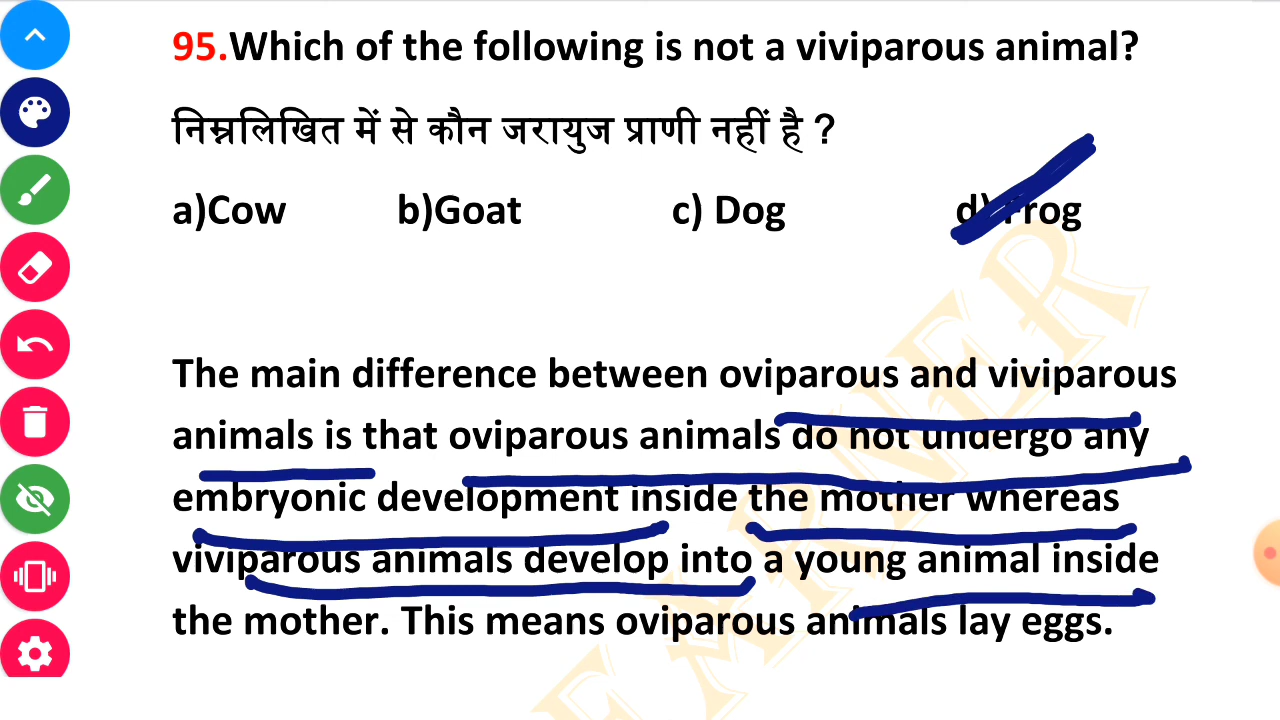 95.Which of the following is not a viviparous animal?
निम्नलिखित में से कौन जरायुज प्राणी नहीं है ?
a)Cow b)Goat c) Dog d) Frog
The main difference between oviparous and viviparous
animals is that oviparous animals do not undergo any
embryonic development inside the mother whereas
viviparous animals develop into a young animal inside
the mother. This means oviparous animals lay eggs.